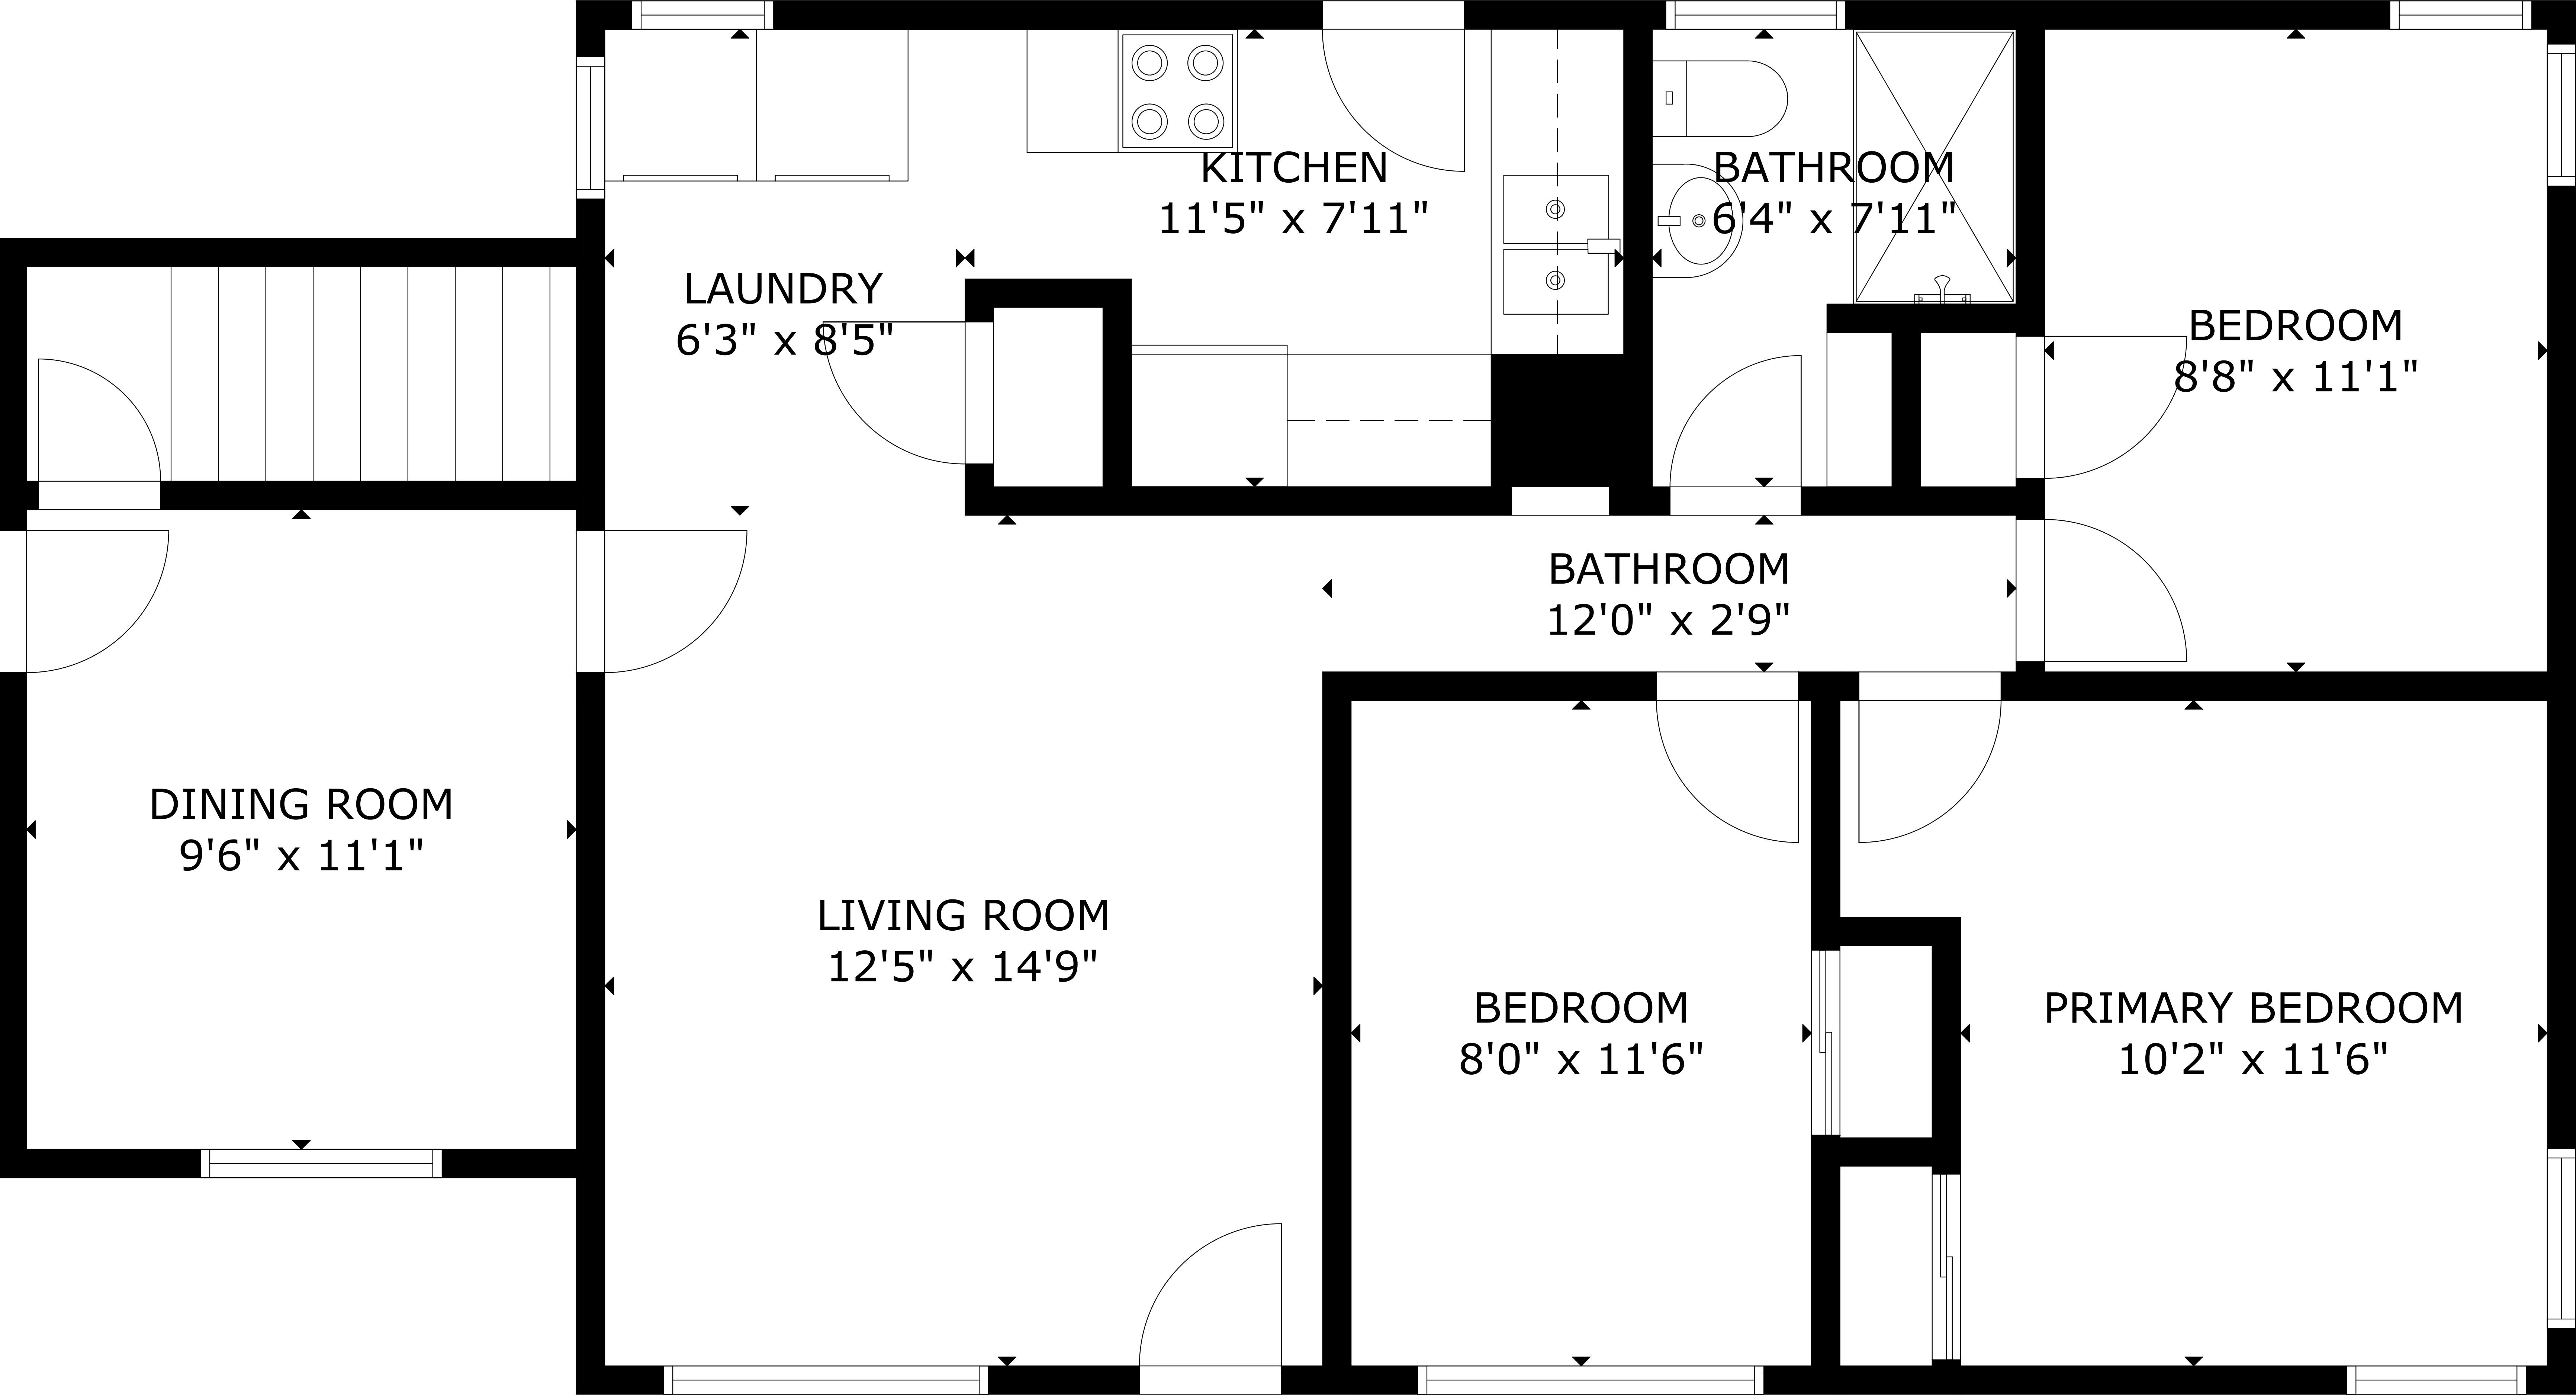 KITCHEN
11'5" x 7'11"
BATHROOM
6'4" x 7'11"
LAUNDRY
6'3" x 8'5"
BEDROOM
8'8" x 11'1"
BATHROOM
12'0" x 2'9"
DINING ROOM
9'6" x 11'1"
LIVING ROOM
12'5" x 14'9"
BEDROOM
8'0" x 11'6"
PRIMARY BEDROOM
10'2" x 11'6"